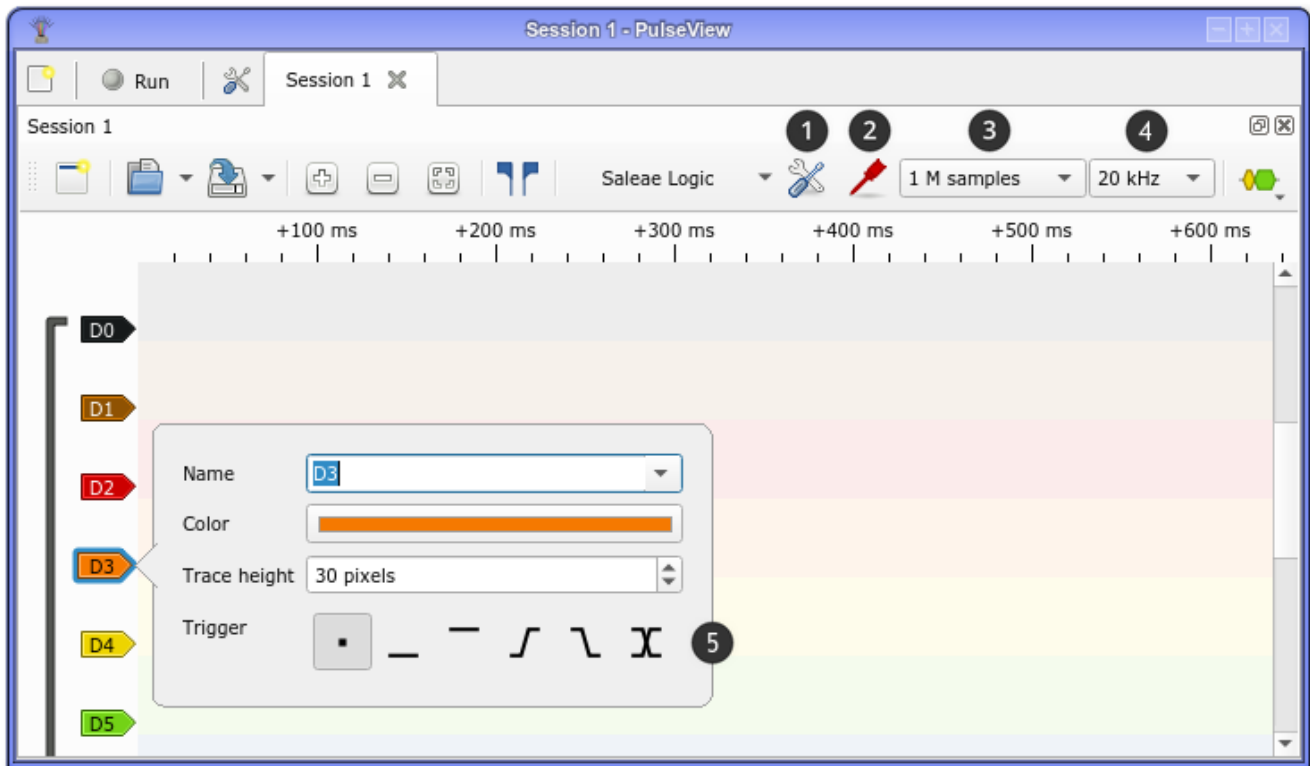 Session 1 - PulseView
Run
Session 1
Session 1
1 2 3 4
Saleae Logic 1 M samples 20 kHz
+100 ms +200 ms +300 ms +400 ms +500 ms +600 ms
D0
D1
D2
Name D3
Color
D3
Trace height 30 pixels
Trigger
5
D4
D5